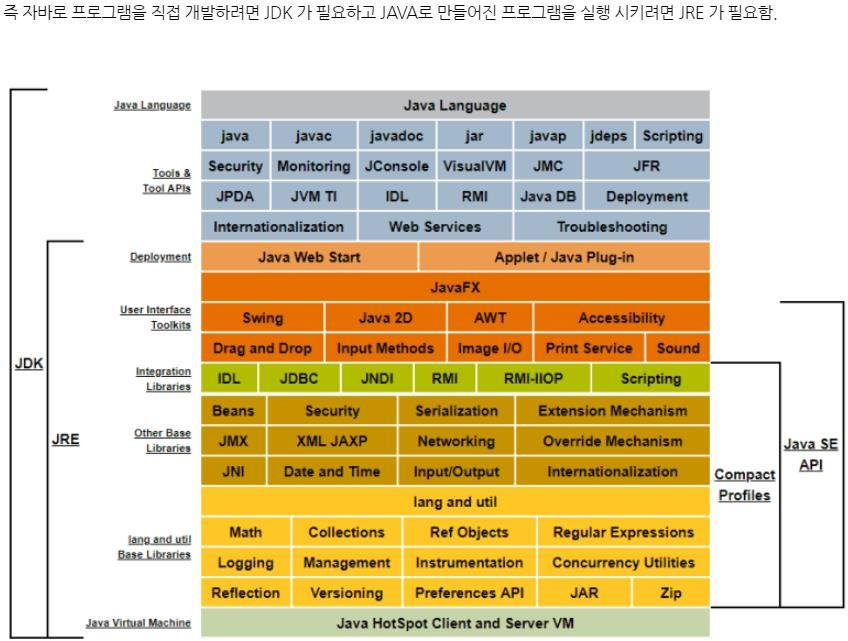 즉 자바로 프로그램을 직접 개발하려면 JDK 가 필요하고 JAVA로 만들어진 프로그램을 실행 시키려면 JRE 가 필요함.
Java Language Java Language
java javac javadoc jar javap jdeps Scripting
Tools &
Tool APIs
Security Monitoring JConsole VisualVM JMC JFR
JPDA JVM TI IDL RMI Java DB Deployment
Internationalization Web Services Troubleshooting
Deployment Java Web Start Applet / Java Plug-in
JavaFX
User Interface
Toolkits
Swing Java 2D AWT Accessibility
Drag and Drop Input Methods Image I/O Print Service Sound
JDK
Integration
Libraries
IDL JDBC JNDI RMI RMI-IIOP Scripting
Beans Security Serialization Extension Mechanism
JRE
Other Base
Libraries
JMX XML JAXP Networking Override Mechanism
Java SE
API
JNI Date and Time Input/Output Internationalization
Compact
Profiles
lang and util
Math Collections Ref Objects Regular Expressions
lang and util
Base Libraries
Logging Management Instrumentation Concurrency Utilities
Reflection Versioning Preferences API JAR Zip
Java Virtual Machine Java HotSpot Client and Server VM